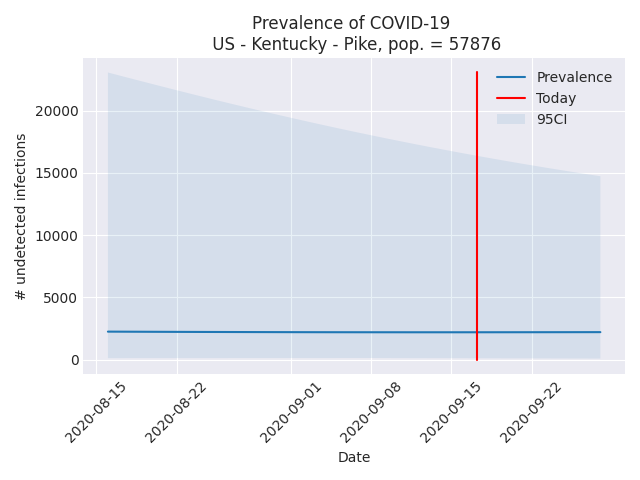 Prevalence of COVID-19
US - Kentucky - Pike, pop. = 57876
Prevalence
Today
95CI
# undetected infections
20000
15000
10000
5000
0
2020-08-15
2020-08-22
2020-09-01
2020-09-08
2020-09-15
2020-09-22
Date